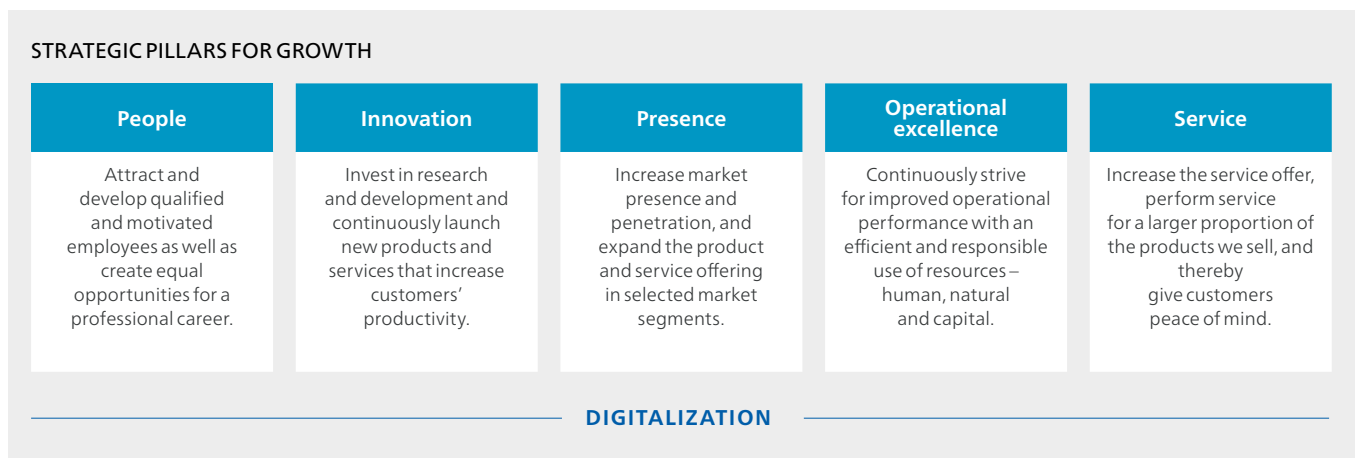 STRATEGIC PILLARS FOR GROWTH
People
Attract and
develop qualified
and motivated
employees as well as
create equal
opportunities for a
professional career.
Innovation
Invest in research
and development and
continuously launch
new products and
services that increase
customers’
productivity.
Presence
Increase market
presence and
penetration, and
expand the product
and service offering
in selected market
segments.
Operational
excellence
Continuously strive
for improved operational
performance with an
efficient and responsible
use of resources –
human, natural
and capital.
Service
Increase the service offer,
perform service
for a larger proportion of
the products we sell, and
thereby
give customers
peace of mind.
DIGITALIZATION